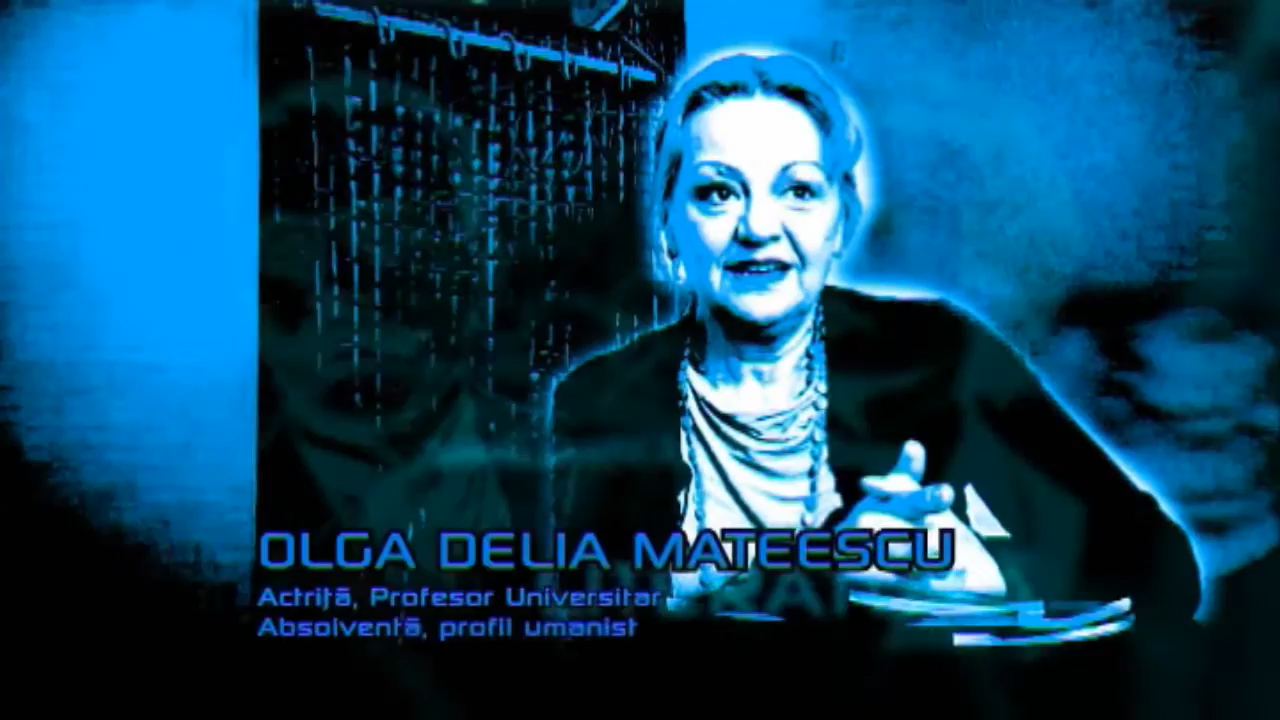 OLGA DELIA MATEESCU
Actriță, Profesor Universitar
Absolventă, profil umanist